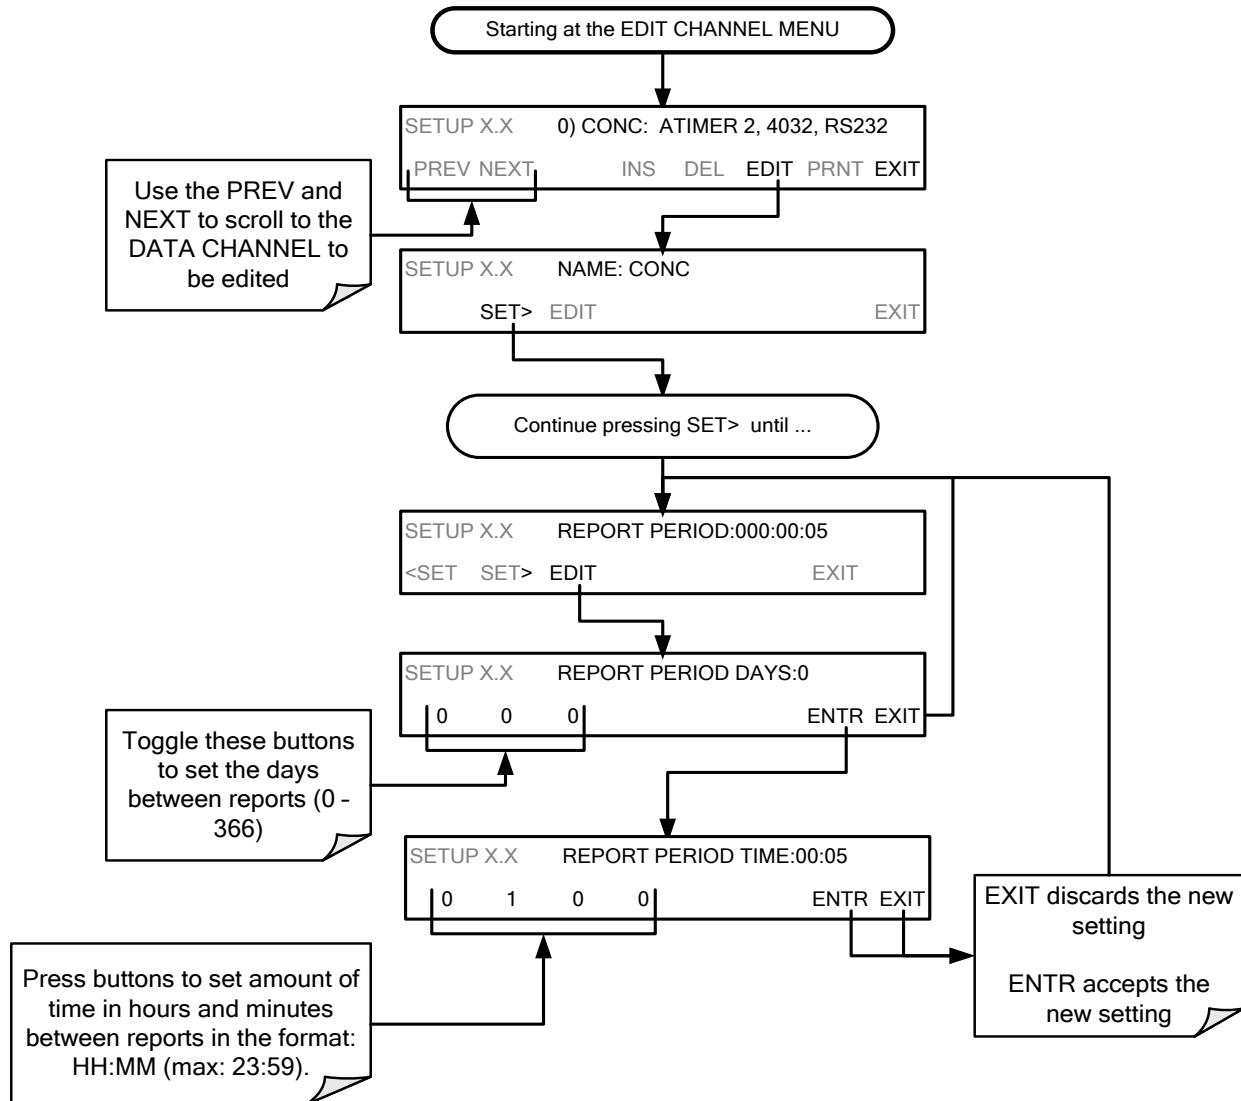 Starting at the EDIT CHANNEL MENU
SETUP X.X 0) CONC: ATIMER 2, 4032, RS232
PREV NEXT INS DEL EDIT PRNT EXIT
Use the PREV and
NEXT to scroll to the
DATA CHANNEL to
be edited
SETUP X.X NAME: CONC
SET> EDIT EXIT
Continue pressing SET> until ...
SETUP X.X REPORT PERIOD:000:00:05
<SET SET> EDIT EXIT
SETUP X.X REPORT PERIOD DAYS:0
0 0 0 ENTR EXIT
Toggle these buttons
to set the days
between reports (0 –
366)
SETUP X.X REPORT PERIOD TIME:00:05
0 1 0 0 ENTR EXIT
EXIT discards the new
setting
ENTR accepts the
new setting
Press buttons to set amount of
time in hours and minutes
between reports in the format:
HH:MM (max: 23:59).